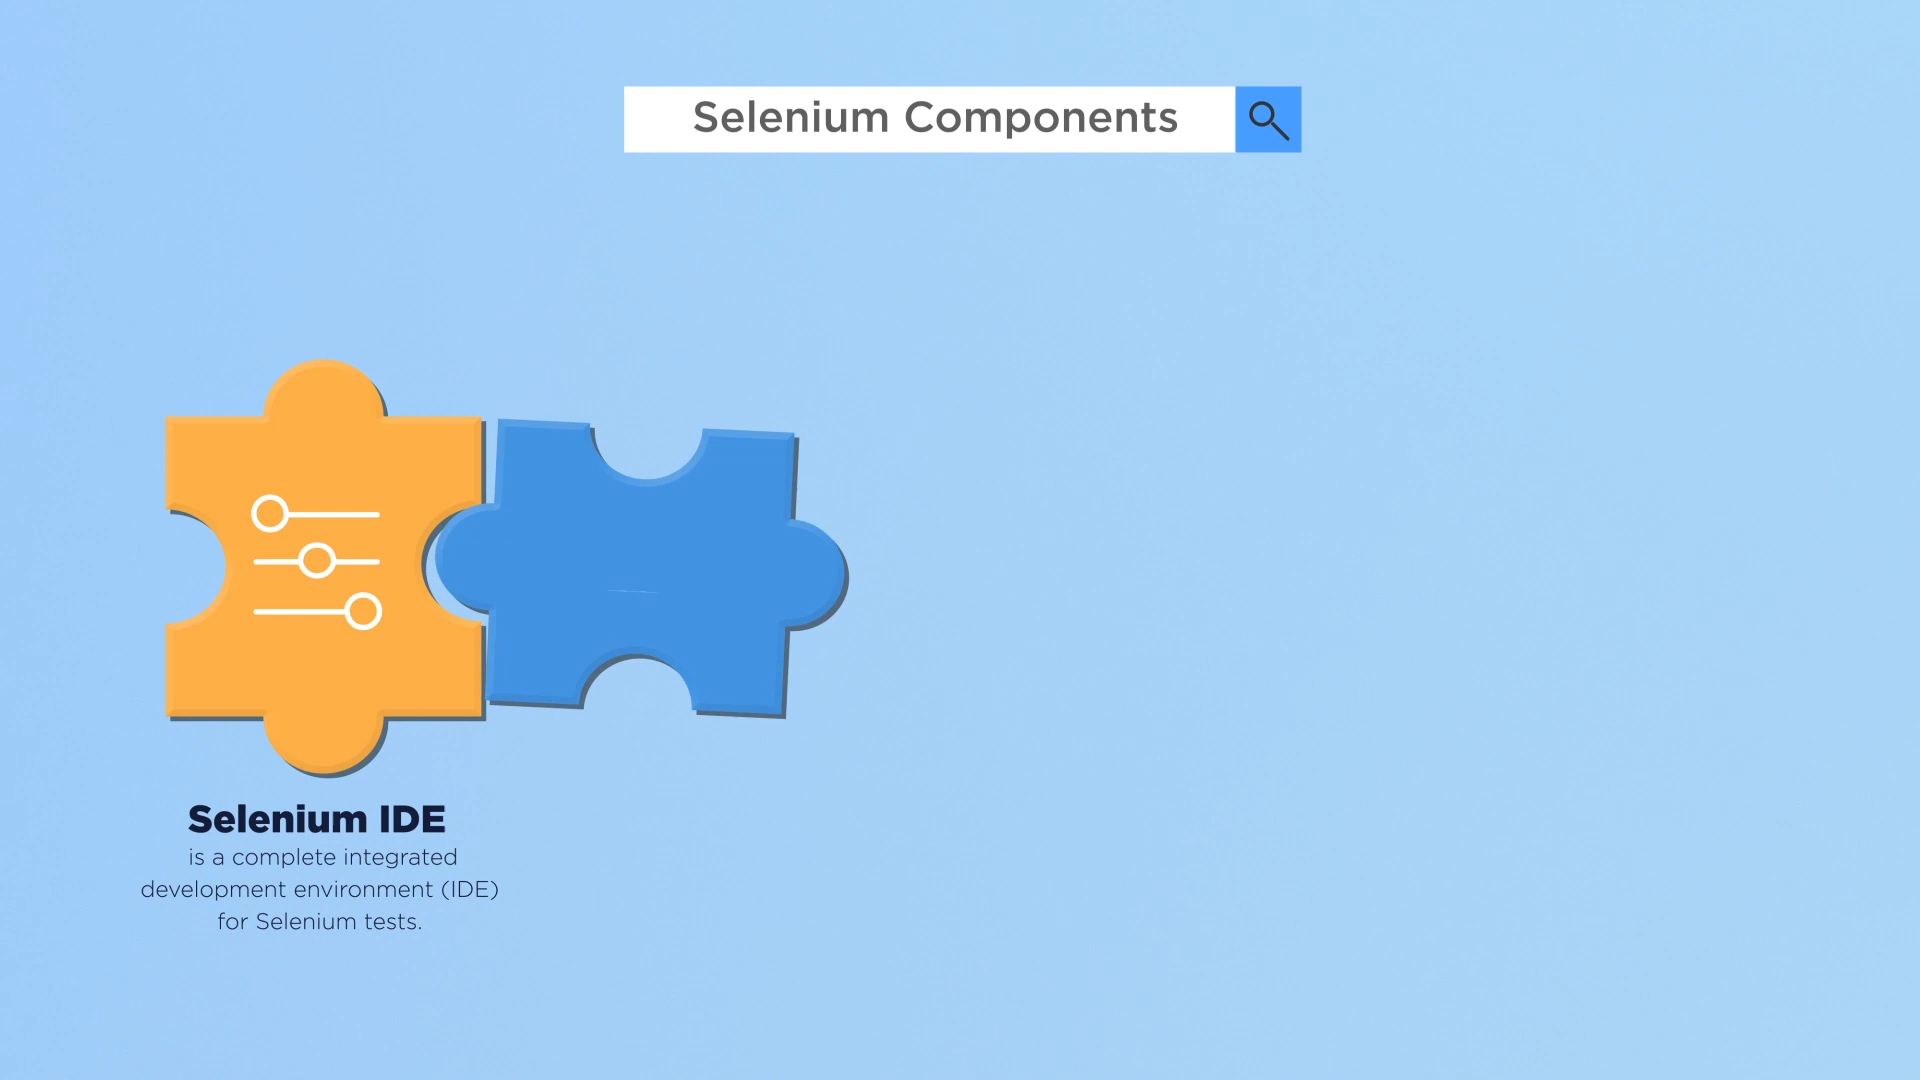 Selenium Components
Selenium IDE
is a complete integrated
development environment (IDE)
for Selenium tests.